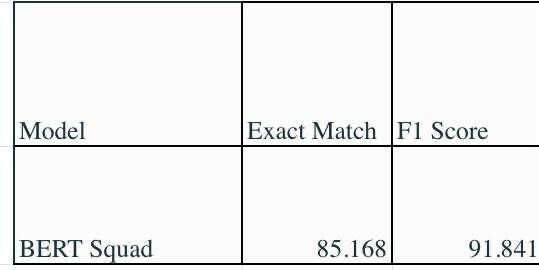 Model Exact Match F1 Score
BERT Squad 85.168 91.841